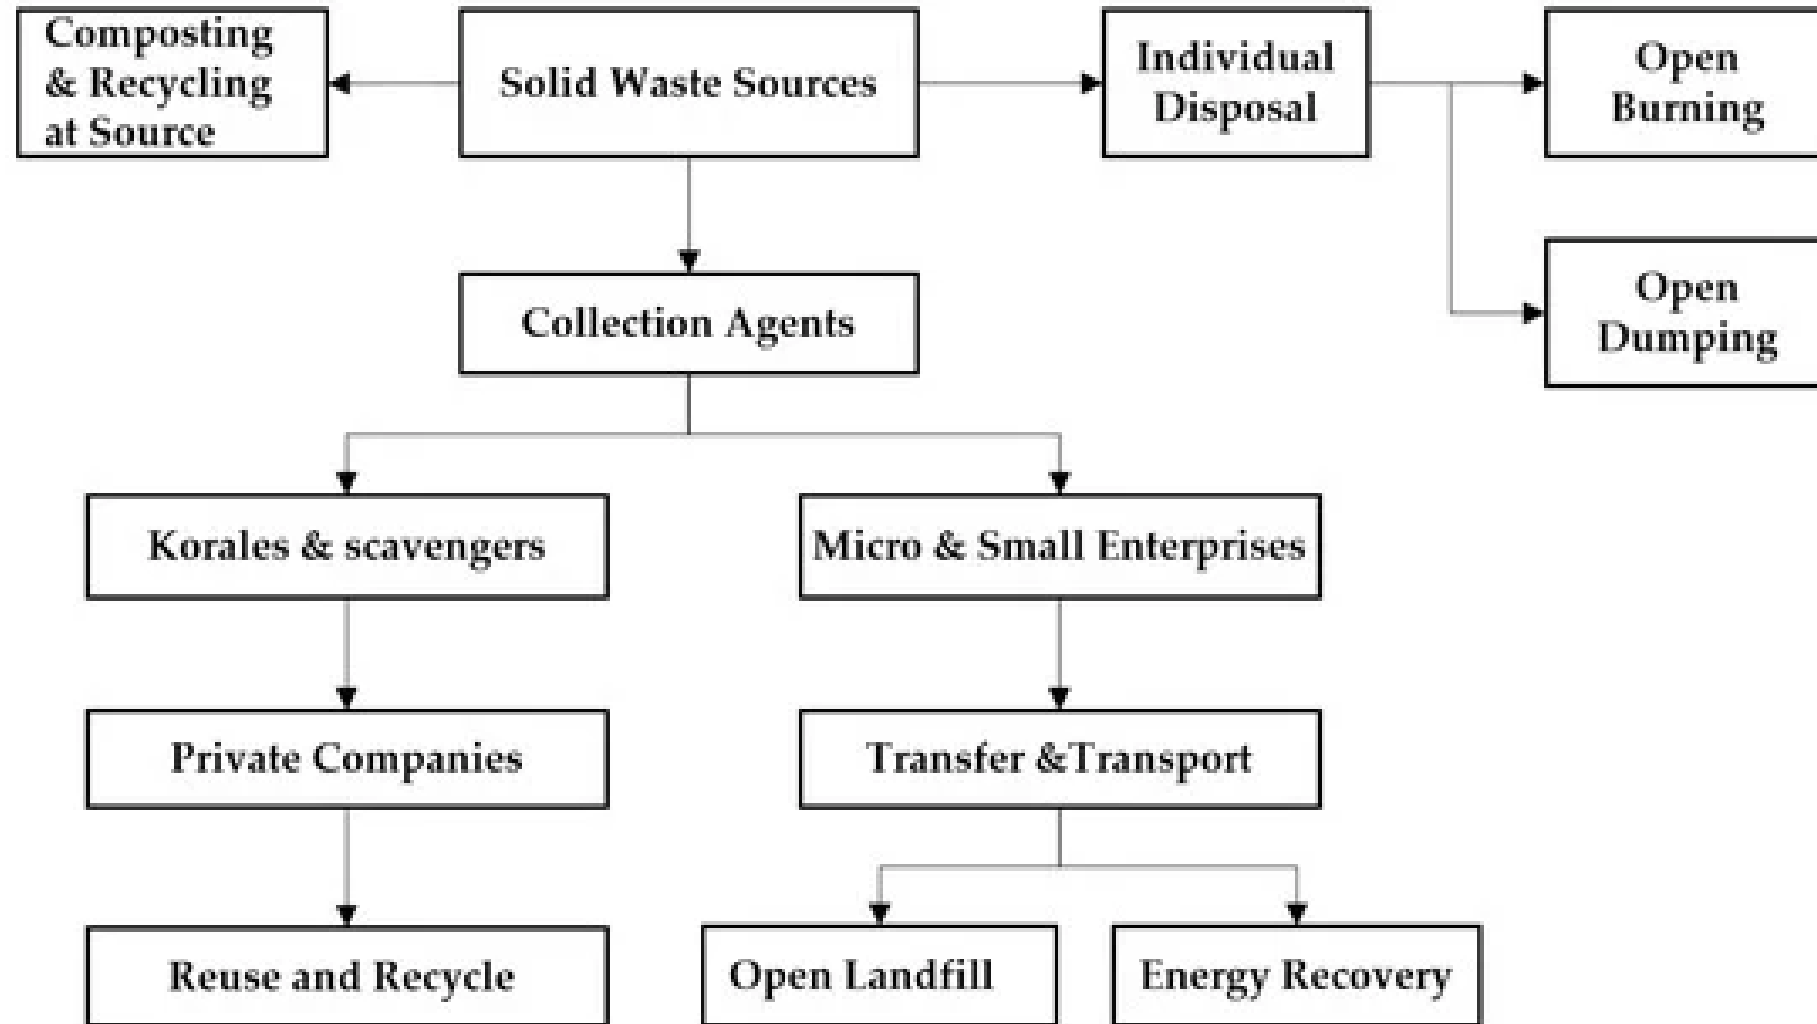 Composting
& Recycling
at Source
Solid Waste Sources
Individual
Disposal
Open
Burning
Open
Dumping
Collection Agents
Korales & scavengers
Micro & Small Enterprises
Private Companies
Transfer &Transport
Reuse and Recycle
Open Landfill
Energy Recovery